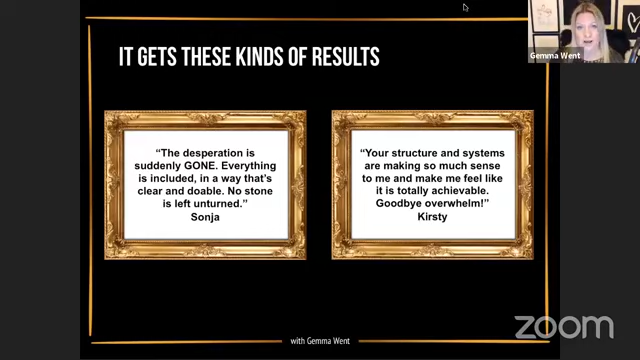 IT GETS THESE KINDS OF RESULTS
Gemma Went
“The desperation is
suddenly GONE. Everything
is included, in a way that’s
clear and doable. No stone
is left unturned.”
Sonja
“Your structure and systems
are making so much sense
to me and make me feel like
it is totally achievable.
Goodbye overwhelm!”
Kirsty
with Gemma Went
zoom